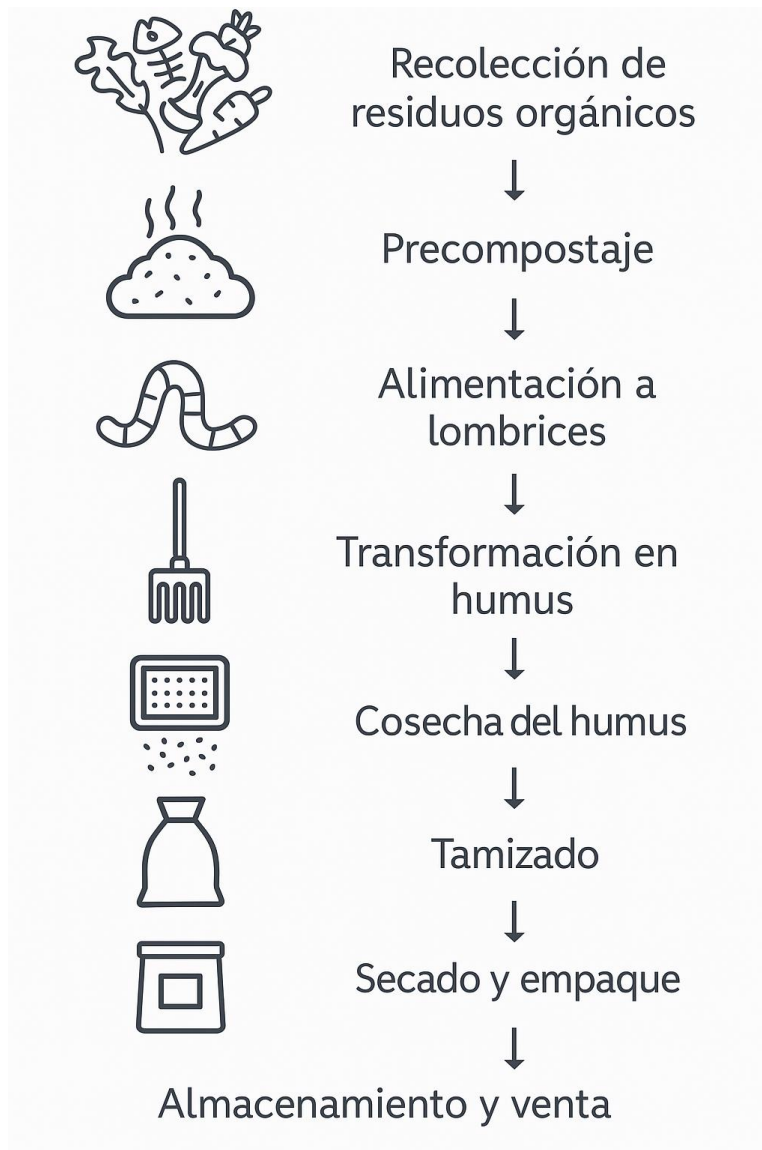 Recolección de
residuos orgánicos
Precompostaje
Alimentación a
lombrices
Transformación en
humus
Cosecha del humus
Tamizado
Secado y empaque
Almacenamiento y venta